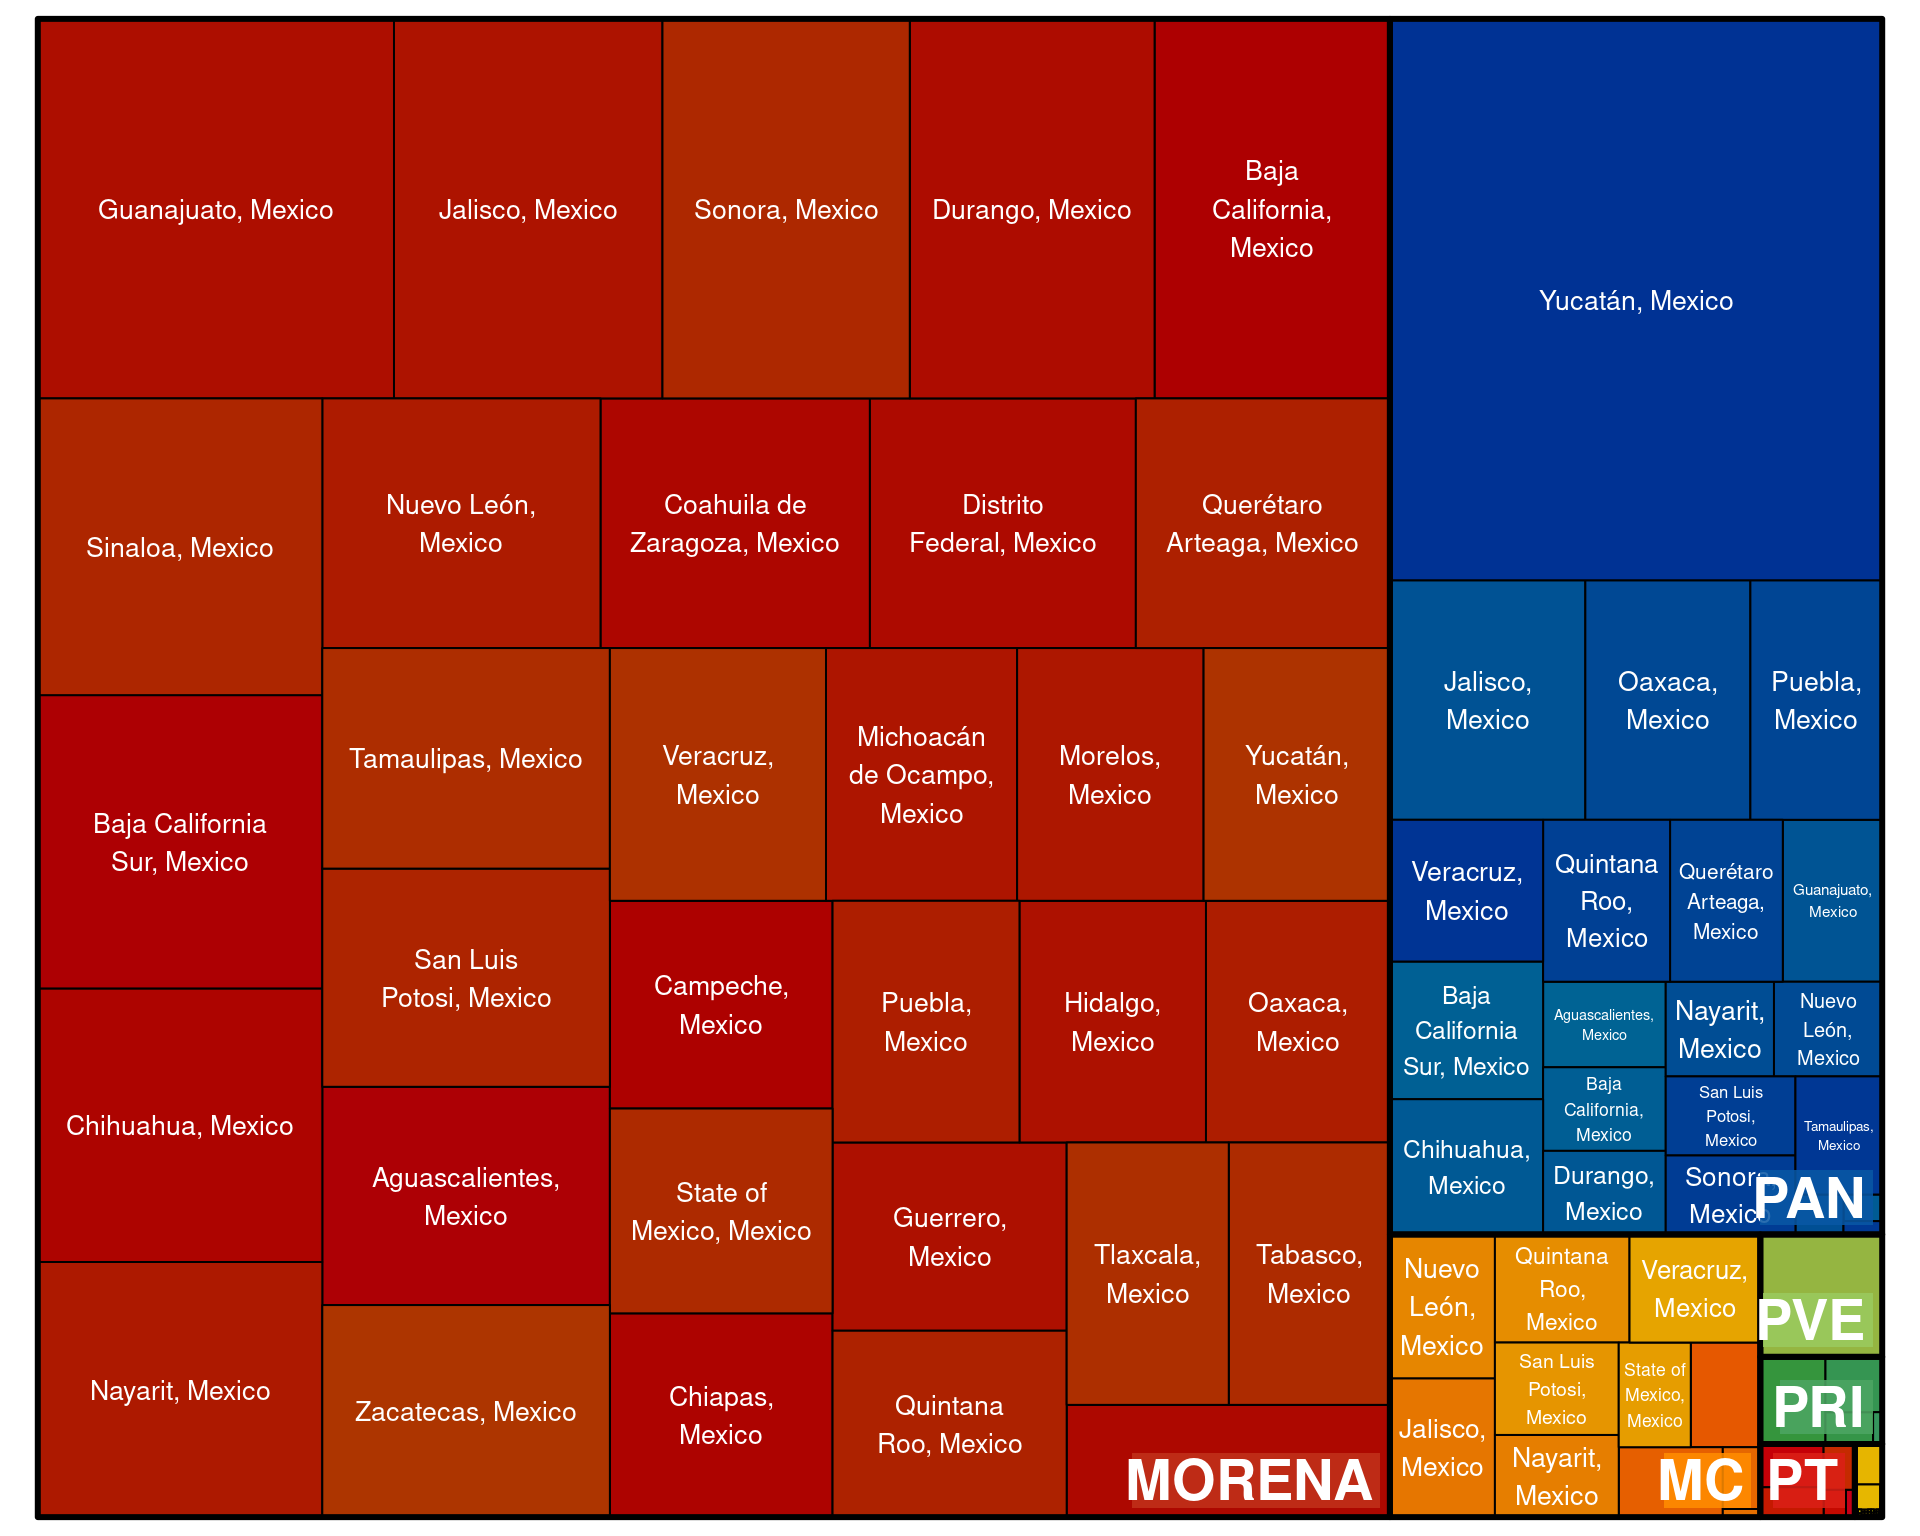 Guanajuato, Mexico
Jalisco, Mexico
Sonora, Mexico
Durango, Mexico
Baja
California,
Mexico
Sinaloa, Mexico
Nuevo León,
Mexico
Coahuila de
Zaragoza, Mexico
Distrito
Federal, Mexico
Querétaro
Arteaga, Mexico
Baja California
Sur, Mexico
Tamaulipas, Mexico
Veracruz,
Mexico
Michoacán
de Ocampo,
Mexico
Morelos,
Mexico
Yucatán,
Mexico
San Luis
Potosi, Mexico
Campeche,
Mexico
Puebla,
Mexico
Hidalgo,
Mexico
Oaxaca,
Mexico
Chihuahua, Mexico
Aguascalientes,
Mexico
State of
Mexico, Mexico
Guerrero,
Mexico
Tlaxcala,
Mexico
Tabasco,
Mexico
Nayarit, Mexico
Zacatecas, Mexico
Chiapas,
Mexico
Quintana
Roo, Mexico
MORENA
Yucatán, Mexico
Jalisco,
Mexico
Oaxaca,
Mexico
Puebla,
Mexico
Veracruz,
Mexico
Quintana
Roo,
Mexico
Querétaro
Arteaga,
Mexico
Guanajuato,
Mexico
Baja
California
Sur, Mexico
Aguascalientes,
Mexico
Nayarit,
Mexico
Nuevo
León,
Mexico
Chihuahua,
Mexico
Baja
California,
Mexico
San Luis
Potosi,
Mexico
Tamaulipas,
Mexico
Durango,
Mexico
Sonora,
Mexico
PAN
Nuevo
León,
Mexico
Quintana
Roo,
Mexico
Veracruz,
Mexico
San Luis
Potosi,
Mexico
State of
Mexico,
Mexico
Jalisco,
Mexico
Nayarit,
Mexico
MC
PVE
PRI
PT